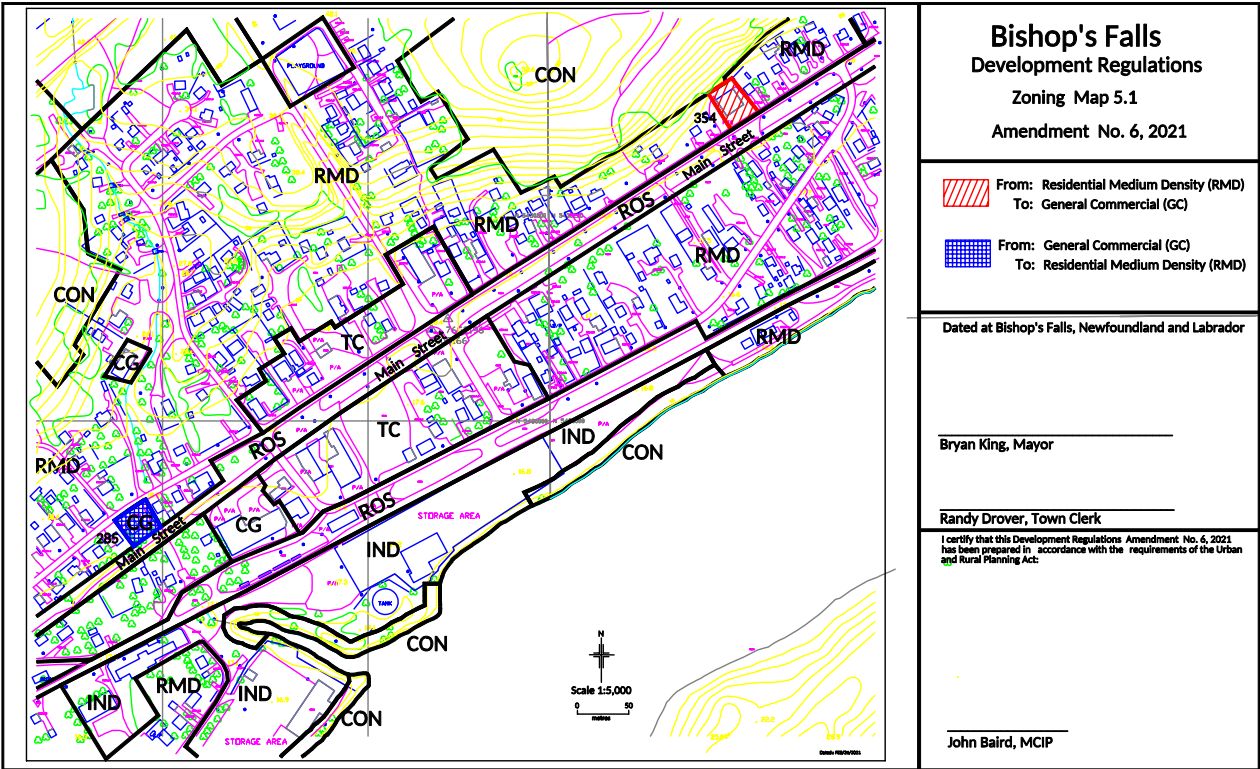 PLAYGROUND
RMD
CON
354
Main Street
RMD
ROS
RMD
RMD
CON
P/A
TC
CG
Main Street
RMD
P/A
P/A
P/A
TC
ROS
IND
CON
RMD
P/A
P/A
P/A
ROS
STORAGE AREA
CG
285
Main Street
CG
IND
TANK
CON
N
Scale 1:5,000
0 50
metres
RMD
IND
IND
CON
STORAGE AREA
Bishop's Falls
Development Regulations
Zoning Map 5.1
Amendment No. 6, 2021
From: Residential Medium Density (RMD)
To: General Commercial (GC)
From: General Commercial (GC)
To: Residential Medium Density (RMD)
Dated at Bishop's Falls, Newfoundland and Labrador
Bryan King, Mayor
Randy Drover, Town Clerk
I certify that this Development Regulations Amendment No. 6, 2021
has been prepared in accordance with the requirements of the Urban
and Rural Planning Act:
John Baird, MCIP